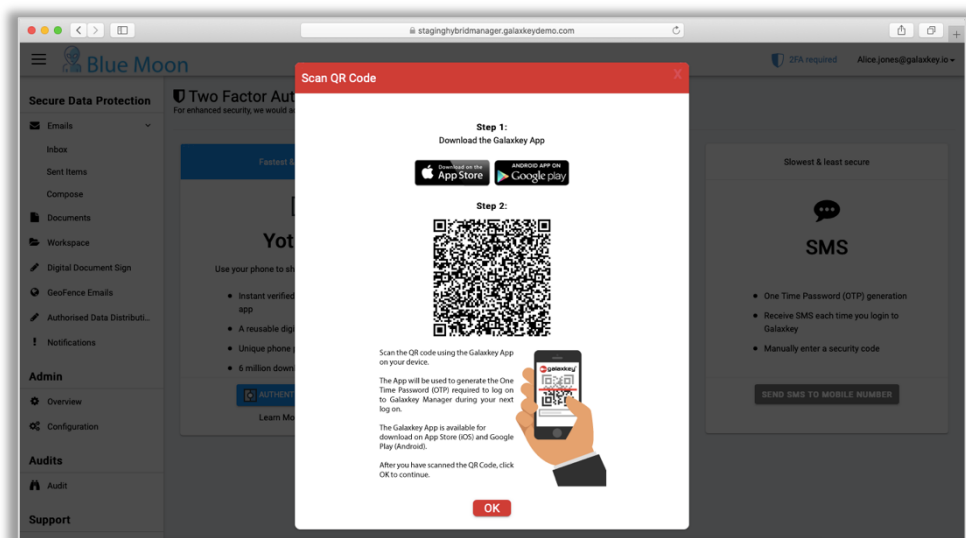 staginghybridmanager.galaxkeydemo.com
Blue Moon
2FA required
Alice.jones@galaxkey.io
Secure Data Protection
Emails
Inbox
Sent Items
Compose
Documents
Workspace
Digital Document Sign
GeoFence Emails
Authorised Data Distributi...
Notifications
Admin
Overview
Configuration
Audits
Audit
Support
Two Factor Aut
For enhanced security, we would a
Fastest &
Yot
Use your phone to sh
Instant verified
app
A reusable digi
Unique phone p
6 million down
AUTHENT
Learn Mo
Scan QR Code
X
Step 1:
Download the Galaxkey App
Download on the
App Store
ANDROID APP ON
Google play
Step 2:
Scan the QR code using the Galaxkey App
on your device.
The App will be used to generate the One
Time Password (OTP) required to log on
to Galaxkey Manager during your next
log on.
The Galaxkey App is available for
download on App Store (iOS) and Google
Play (Android).
After you have scanned the QR Code, click
OK to continue.
galaxkey
OK
Slowest & least secure
SMS
One Time Password (OTP) generation
Receive SMS each time you login to
Galaxkey
Manually enter a security code
SEND SMS TO MOBILE NUMBER